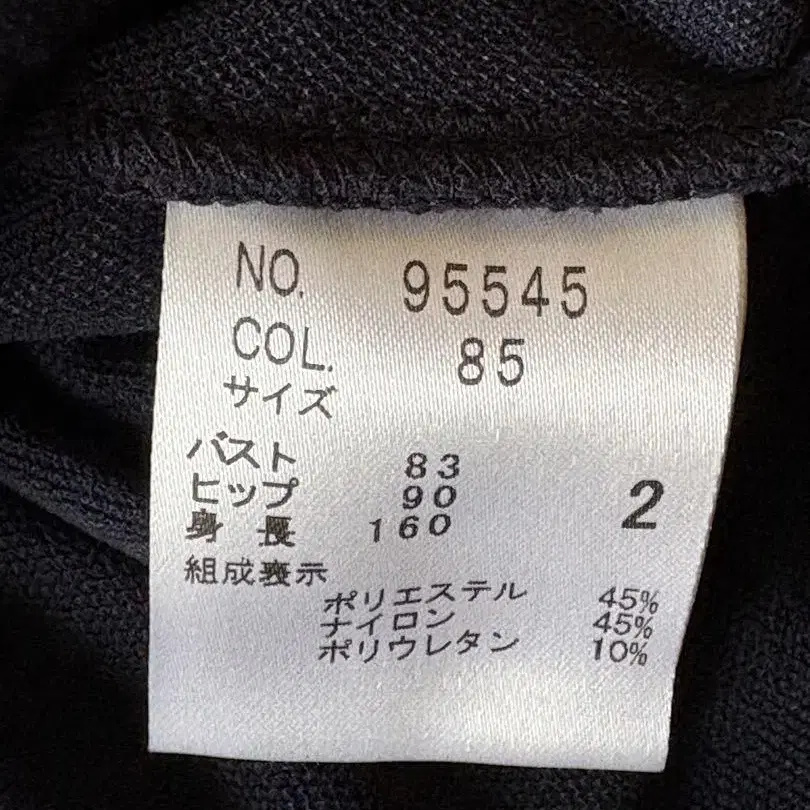 NO. 95545
COL. 85
サイズ
バスト 83
ヒップ 90 2
身長 160
組成表示
ポリエステル 45%
ナイロン 45%
ポリウレタン 10%